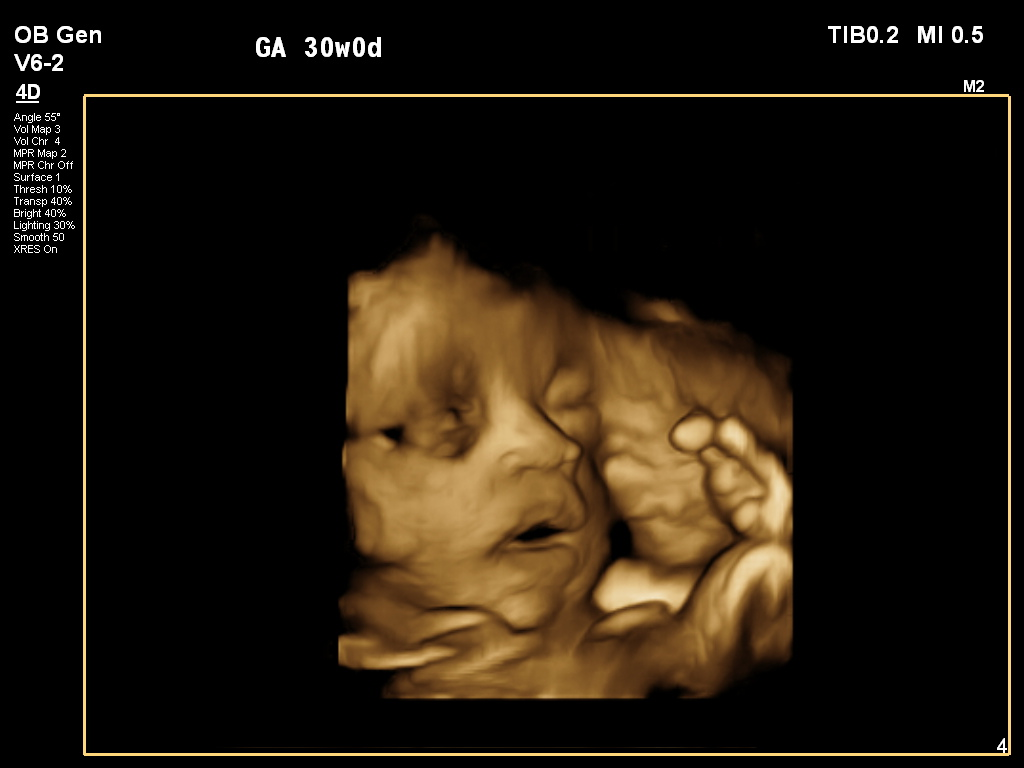 OB Gen
V6-2
4D
GA 30w0d
TIB0.2 MI 0.5
M2
Angle 55°
Vol Map 3
Vol Chr 4
MPR Map 2
MPR Chr Off
Surface 1
Thresh 10%
Transp 40%
Bright 40%
Lighting 30%
Smooth 50
XRES On
4